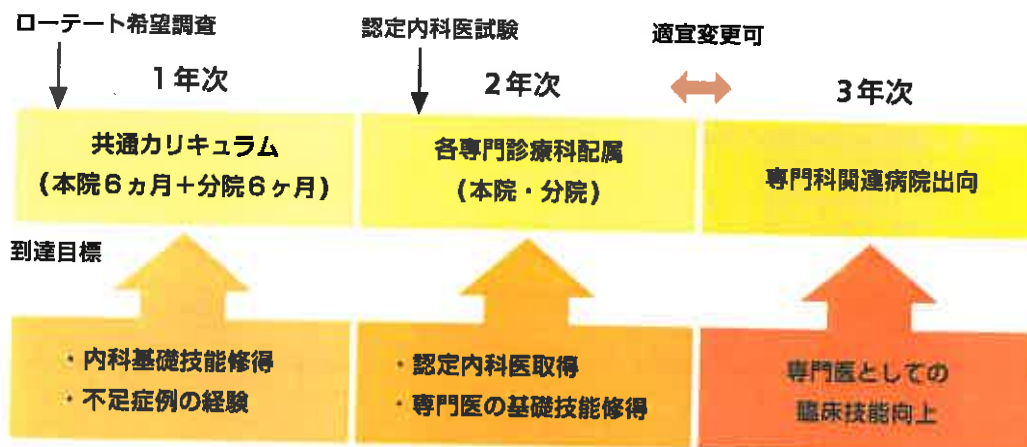 ローテート希望調査
認定内科医試験
適宜変更可
1年次
2年次
3年次
共通カリキュラム
(本院6ヵ月+分院6ヶ月)
各専門診療科配属
(本院・分院)
専門科関連病院出向
到達目標
・内科基礎技能修得
・不足症例の経験
・認定内科医取得
・専門医の基礎技能修得
専門医としての
臨床技能向上